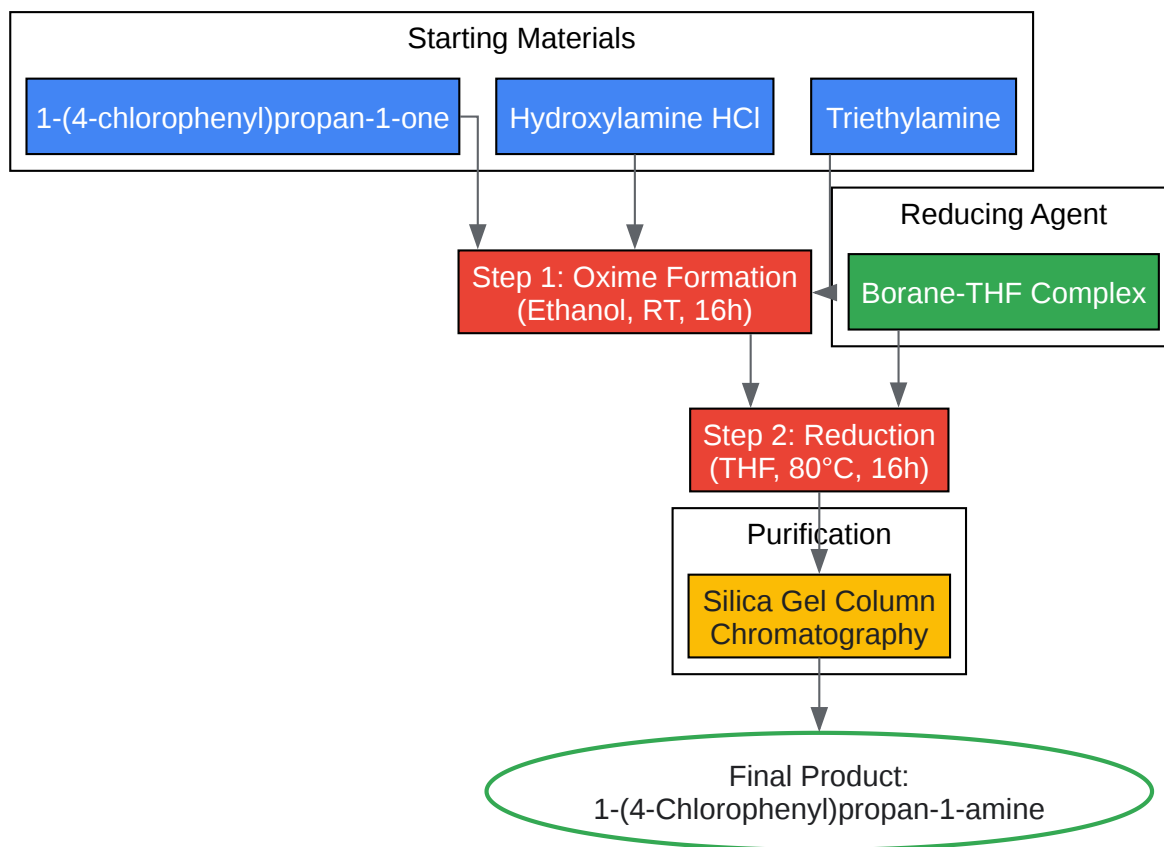 Starting Materials
1-(4-chlorophenyl)propan-1-one
Hydroxylamine HCl
Triethylamine
Reducing Agent
Step 1: Oxime Formation
(Ethanol, RT, 16h)
Borane-THF Complex
Step 2: Reduction
(THF, 80°C, 16h)
Purification
Silica Gel Column
Chromatography
Final Product:
1-(4-Chlorophenyl)propan-1-amine